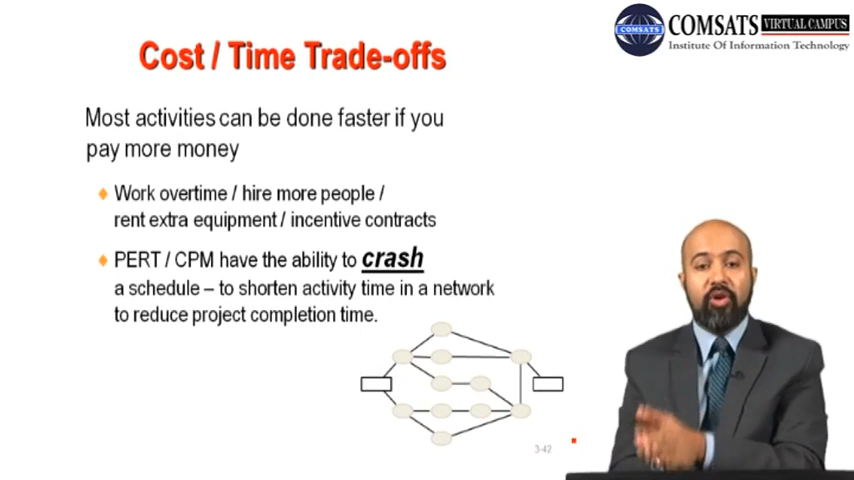 Cost / Time Trade-offs
COMSATS VIRTUAL CAMPUS
COMSATS
Institute Of Information Technology
Most activities can be done faster if you
pay more money
Work overtime / hire more people /
rent extra equipment / incentive contracts
PERT / CPM have the ability to crash
a schedule – to shorten activity time in a network
to reduce project completion time.
3-42